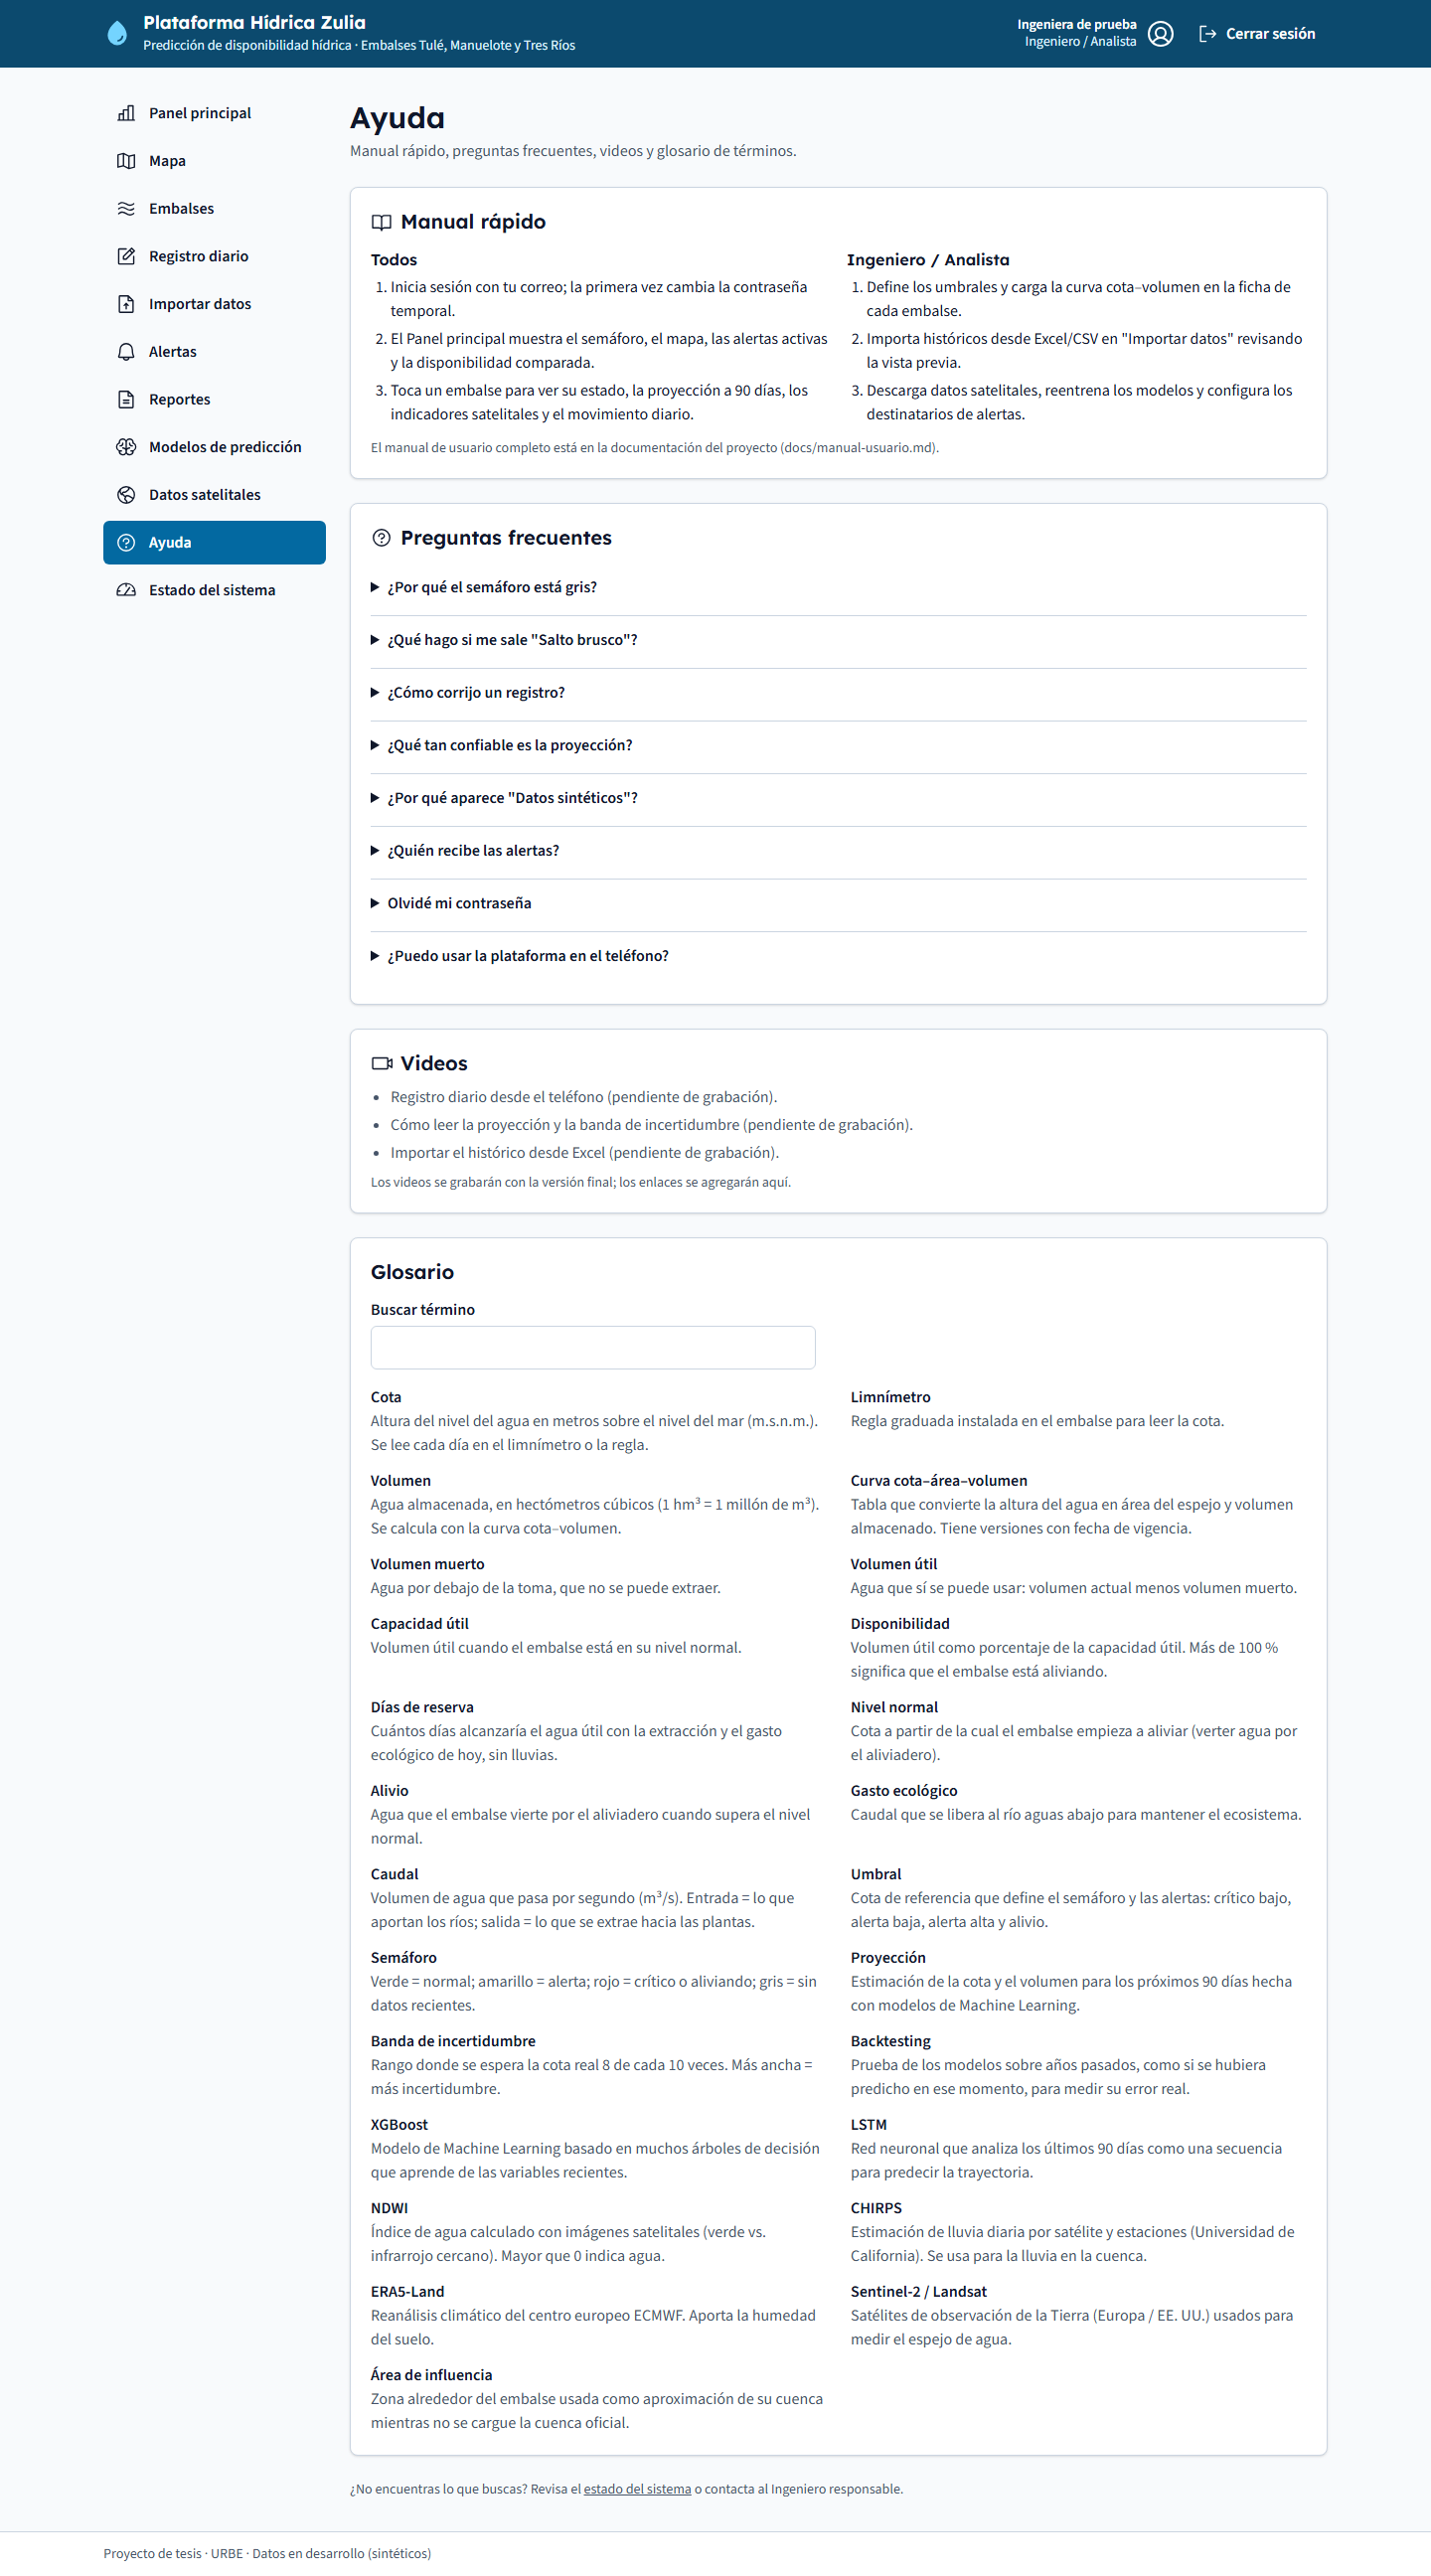 Plataforma Hídrica Zulia
Predicción de disponibilidad hídrica · Embalses Tulé, Manuelote y Tres Ríos
Ingeniera de prueba
Ingeniero / Analista
Cerrar sesión
Panel principal
Mapa
Embalses
Registro diario
Importar datos
Alertas
Reportes
Modelos de predicción
Datos satelitales
Ayuda
Estado del sistema
Ayuda
Manual rápido, preguntas frecuentes, videos y glosario de términos.
Manual rápido
Todos
1. Inicia sesión con tu correo; la primera vez cambia la contraseña
temporal.
2. El Panel principal muestra el semáforo, el mapa, las alertas activas
y la disponibilidad comparada.
3. Toca un embalse para ver su estado, la proyección a 90 días, los
indicadores satelitales y el movimiento diario.
Ingeniero / Analista
1. Define los umbrales y carga la curva cota–volumen en la ficha de
cada embalse.
2. Importa históricos desde Excel/CSV en "Importar datos" revisando
la vista previa.
3. Descarga datos satelitales, reentrena los modelos y configura los
destinatarios de alertas.
El manual de usuario completo está en la documentación del proyecto (docs/manual-usuario.md).
Preguntas frecuentes
¿Por qué el semáforo está gris?
¿Qué hago si me sale "Salto brusco"?
¿Cómo corrijo un registro?
¿Qué tan confiable es la proyección?
¿Por qué aparece "Datos sintéticos"?
¿Quién recibe las alertas?
Olvidé mi contraseña
¿Puedo usar la plataforma en el teléfono?
Videos
• Registro diario desde el teléfono (pendiente de grabación).
• Cómo leer la proyección y la banda de incertidumbre (pendiente de grabación).
• Importar el histórico desde Excel (pendiente de grabación).
Los videos se grabarán con la versión final; los enlaces se agregarán aquí.
Glosario
Buscar término
Cota
Altura del nivel del agua en metros sobre el nivel del mar (m.s.n.m.).
Se lee cada día en el limnímetro o la regla.
Limnímetro
Regla graduada instalada en el embalse para leer la cota.
Volumen
Agua almacenada, en hectómetros cúbicos (1 hm³ = 1 millón de m³).
Se calcula con la curva cota–volumen.
Curva cota–área–volumen
Tabla que convierte la altura del agua en área del espejo y volumen
almacenado. Tiene versiones con fecha de vigencia.
Volumen muerto
Agua por debajo de la toma, que no se puede extraer.
Volumen útil
Agua que sí se puede usar: volumen actual menos volumen muerto.
Capacidad útil
Volumen útil cuando el embalse está en su nivel normal.
Disponibilidad
Volumen útil como porcentaje de la capacidad útil. Más de 100 %
significa que el embalse está aliviando.
Días de reserva
Cuántos días alcanzaría el agua útil con la extracción y el gasto
ecológico de hoy, sin lluvias.
Nivel normal
Cota a partir de la cual el embalse empieza a aliviar (verter agua por
el aliviadero).
Alivio
Agua que el embalse vierte por el aliviadero cuando supera el nivel
normal.
Gasto ecológico
Caudal que se libera al río aguas abajo para mantener el ecosistema.
Caudal
Volumen de agua que pasa por segundo (m³/s). Entrada = lo que
aportan los ríos; salida = lo que se extrae hacia las plantas.
Umbral
Cota de referencia que define el semáforo y las alertas: crítico bajo,
alerta baja, alerta alta y alivio.
Semáforo
Verde = normal; amarillo = alerta; rojo = crítico o aliviando; gris = sin
datos recientes.
Proyección
Estimación de la cota y el volumen para los próximos 90 días hecha
con modelos de Machine Learning.
Banda de incertidumbre
Rango donde se espera la cota real 8 de cada 10 veces. Más ancha =
más incertidumbre.
Backtesting
Prueba de los modelos sobre años pasados, como si se hubiera
predicho en ese momento, para medir su error real.
XGBoost
Modelo de Machine Learning basado en muchos árboles de decisión
que aprende de las variables recientes.
LSTM
Red neuronal que analiza los últimos 90 días como una secuencia
para predecir la trayectoria.
NDWI
Índice de agua calculado con imágenes satelitales (verde vs.
infrarrojo cercano). Mayor que 0 indica agua.
CHIRPS
Estimación de lluvia diaria por satélite y estaciones (Universidad de
California). Se usa para la lluvia en la cuenca.
ERA5-Land
Reanálisis climático del centro europeo ECMWF. Aporta la humedad
del suelo.
Sentinel-2 / Landsat
Satélites de observación de la Tierra (Europa / EE. UU.) usados para
medir el espejo de agua.
Área de influencia
Zona alrededor del embalse usada como aproximación de su cuenca
mientras no se cargue la cuenca oficial.
¿No encuentras lo que buscas? Revisa el estado del sistema o contacta al Ingeniero responsable.
Proyecto de tesis · URBE · Datos en desarrollo (sintéticos)